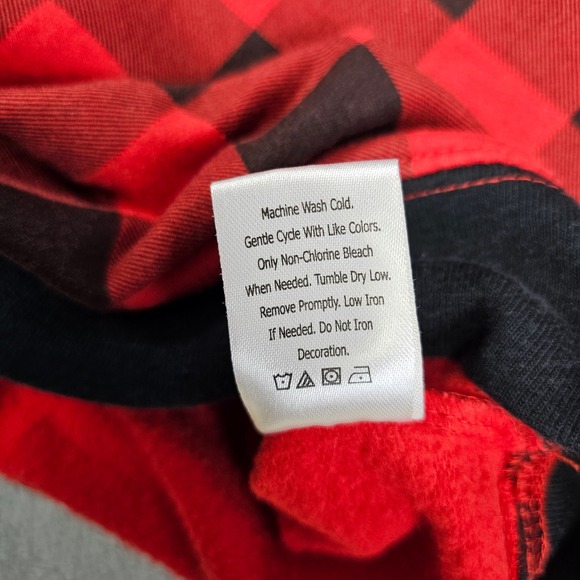 Machine Wash Cold.
Gentle Cycle With Like Colors.
Only Non-Chlorine Bleach
When Needed. Tumble Dry Low.
Remove Promptly. Low Iron
If Needed. Do Not Iron
Decoration.